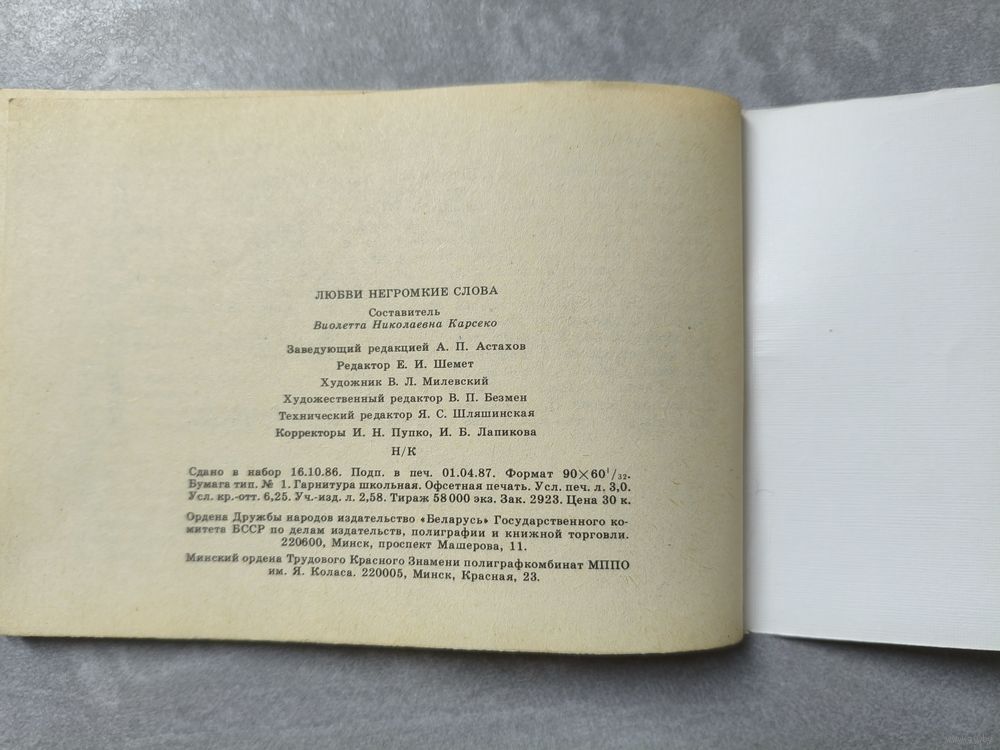 ЛЮБВИ НЕГРОМКИЕ СЛОВА
Составитель
Виолетта Николаевна Карсеко
Заведующий редакцией А. П. Астахов
Редактор Е. И. Шемет
Художник В. Л. Милевский
Художественный редактор В. П. Безмен
Технический редактор Я. С. Шляшинская
Корректоры И. Н. Пупко, И. Б. Лапикова
Н/К
Сдано в набор 16.10.86. Подп. в печ. 01.04.87. Формат 90×60¹/₃₂.
Бумага тип. № 1. Гарнитура школьная. Офсетная печать. Усл. печ. л. 3,0.
Усл. кр.-отт. 6,25. Уч.-изд. л. 2,58. Тираж 58 000 экз. Зак. 2923. Цена 30 к.
Ордена Дружбы народов издательство «Беларусь» Государственного ко-
митета БССР по делам издательств, полиграфии и книжной торговли.
220600, Минск, проспект Машерова, 11.
Минский ордена Трудового Красного Знамени полиграфкомбинат МППО
им. Я. Коласа. 220005, Минск, Красная, 23.